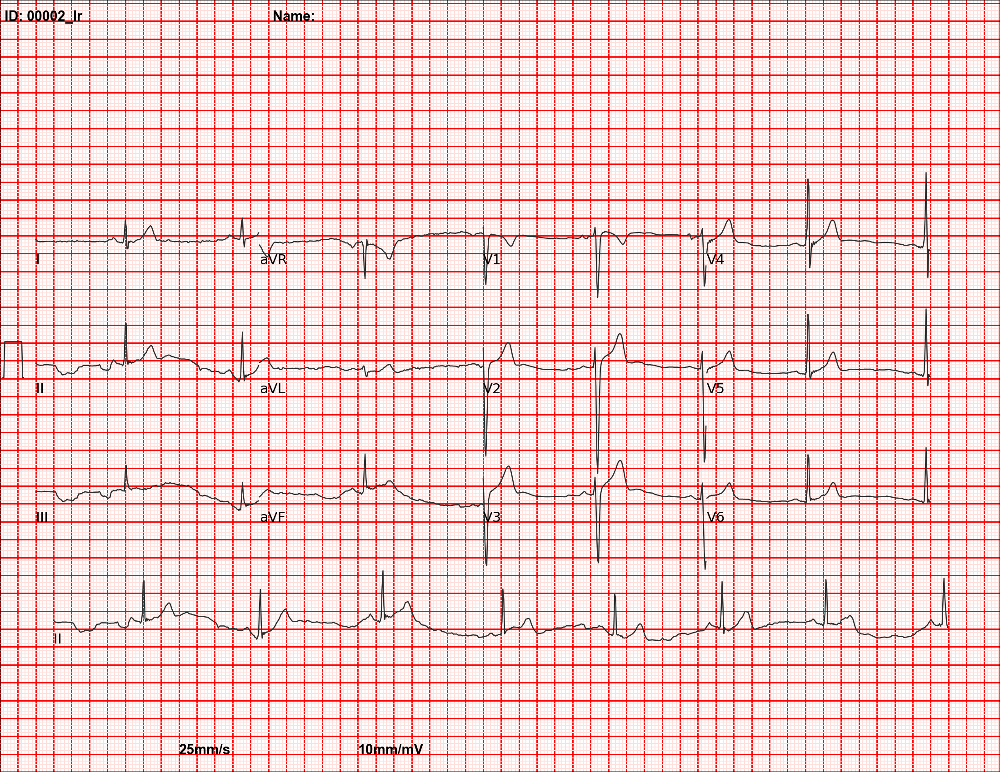 ID: 00002_lr Name:
I aVR V1 V4
II aVL V2 V5
III aVF V3 V6
II
25mm/s 10mm/mV